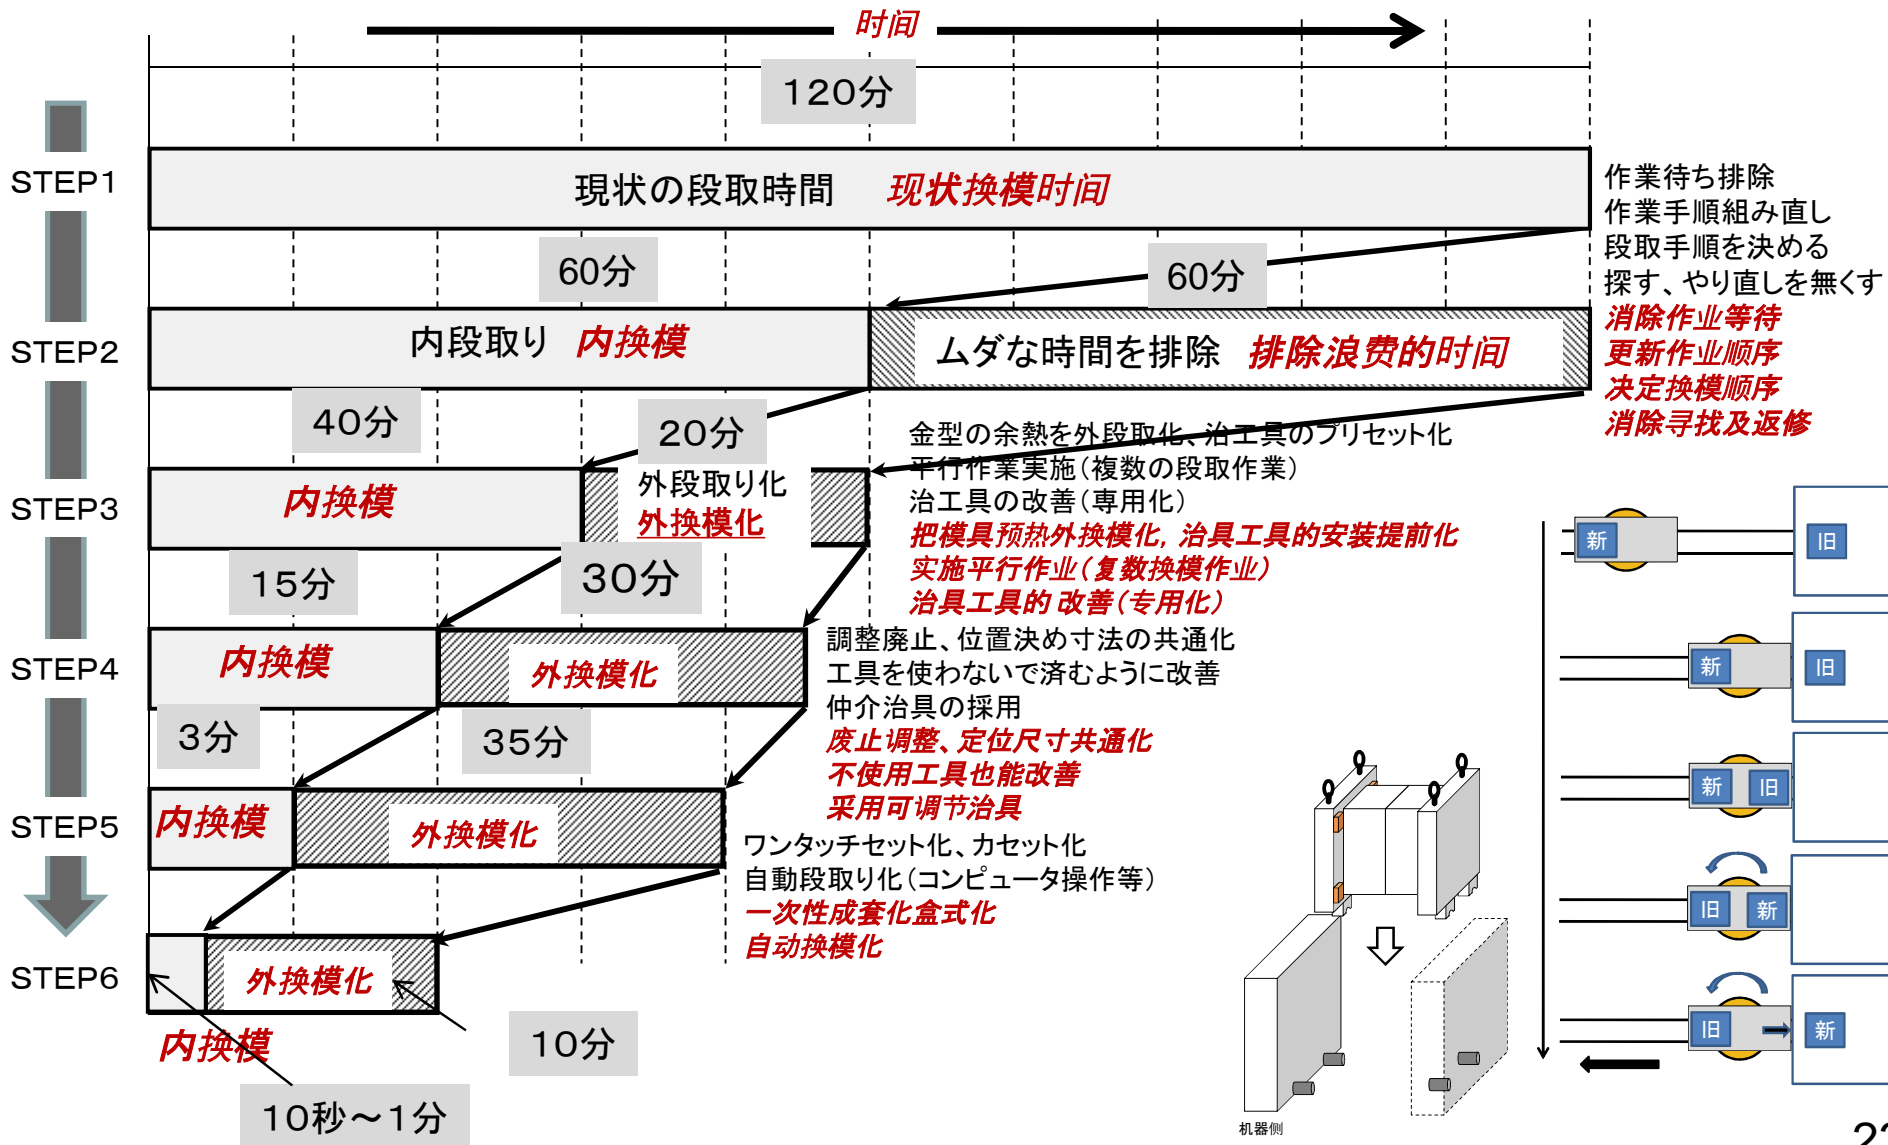 时间
120分
STEP1
現状の段取時間 现状换模时间
作業待ち排除
作業手順組み直し
段取手順を決める
探す、やり直しを無くす
消除作业等待
更新作业顺序
决定换模顺序
消除寻找及返修
60分
60分
STEP2
内段取り 内换模
ムダな時間を排除 排除浪费的时间
40分
20分
金型の余熱を外段取化、治工具のプリセット化
平行作業実施(複数の段取作業)
治工具の改善(専用化)
把模具预热外换模化, 治具工具的安装提前化
实施平行作业(复数换模作业)
治具工具的 改善(专用化)
STEP3
内换模
外段取り化
外换模化
15分
30分
STEP4
内换模
外换模化
調整廃止、位置決め寸法の共通化
工具を使わないで済むように改善
仲介治具の採用
废止调整、定位尺寸共通化
不使用工具也能改善
采用可调节治具
3分
35分
STEP5
内换模
外换模化
ワンタッチセット化、カセット化
自動段取り化(コンピュータ操作等)
一次性成套化盒式化
自动换模化
STEP6
外换模化
内换模
10分
10秒～1分
新 旧
新 旧
新 旧
旧 新
旧 新
机器侧